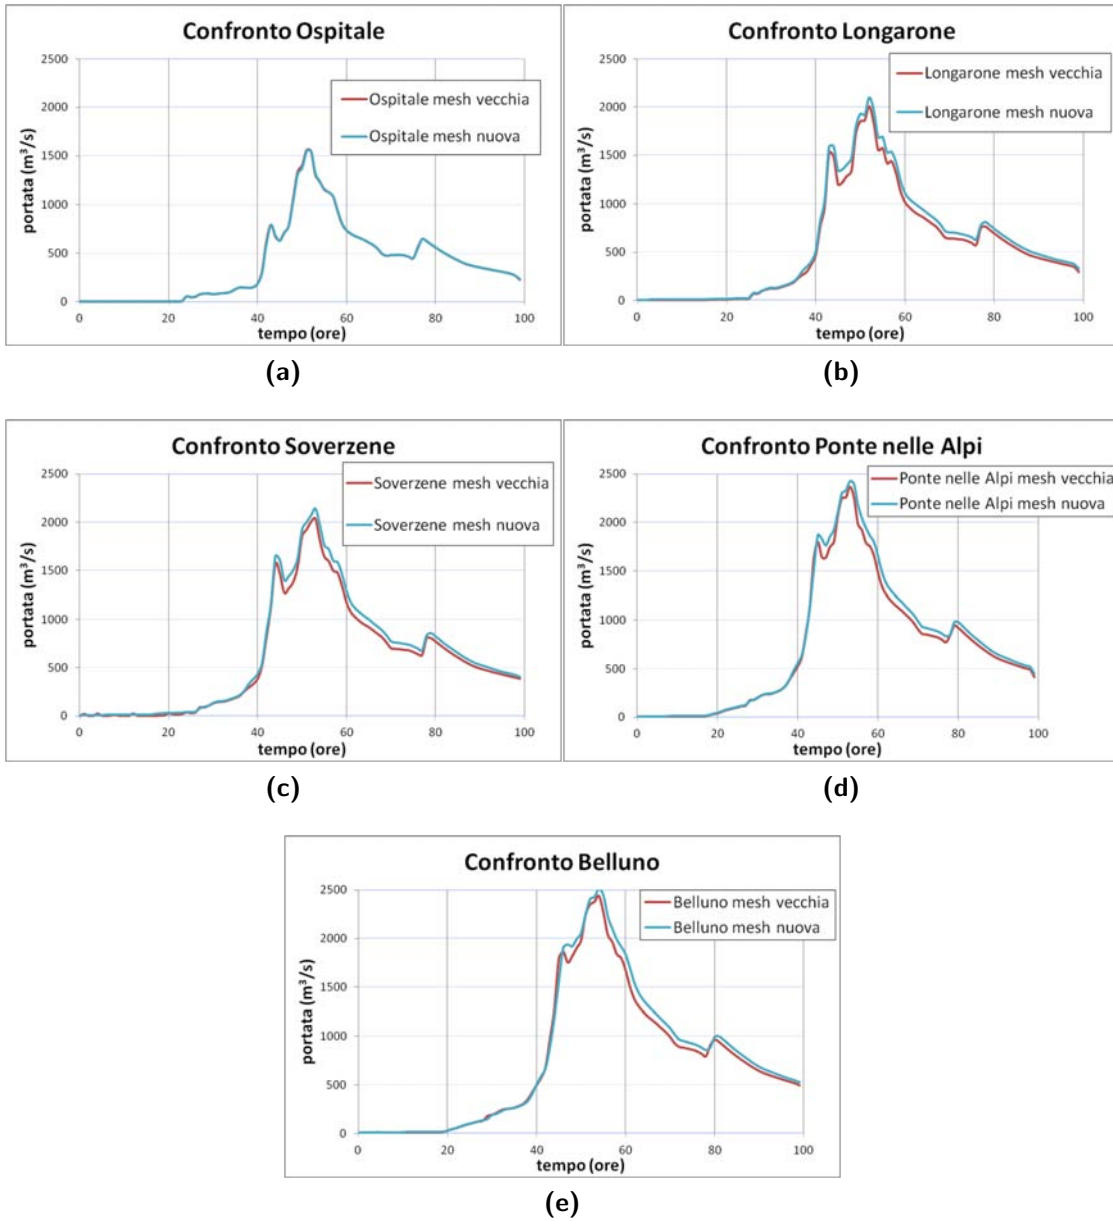 Confronto Ospitale
portata (m³/s)
2500
2000
1500
1000
500
0
Ospitale mesh vecchia
Ospitale mesh nuova
0 20 40 60 80 100
tempo (ore)
(a)
Confronto Longarone
portata (m³/s)
2500
2000
1500
1000
500
0
Longarone mesh vecchia
Longarone mesh nuova
0 20 40 60 80 100
tempo (ore)
(b)
Confronto Soverzene
portata (m³/s)
2500
2000
1500
1000
500
0
Soverzene mesh vecchia
Soverzene mesh nuova
0 20 40 60 80 100
tempo (ore)
(c)
Confronto Ponte nelle Alpi
portata (m³/s)
2500
2000
1500
1000
500
0
Ponte nelle Alpi mesh vecchia
Ponte nelle Alpi mesh nuova
0 20 40 60 80 100
tempo (ore)
(d)
Confronto Belluno
portata (m³/s)
2500
2000
1500
1000
500
0
Belluno mesh vecchia
Belluno mesh nuova
0 20 40 60 80 100
tempo (ore)
(e)